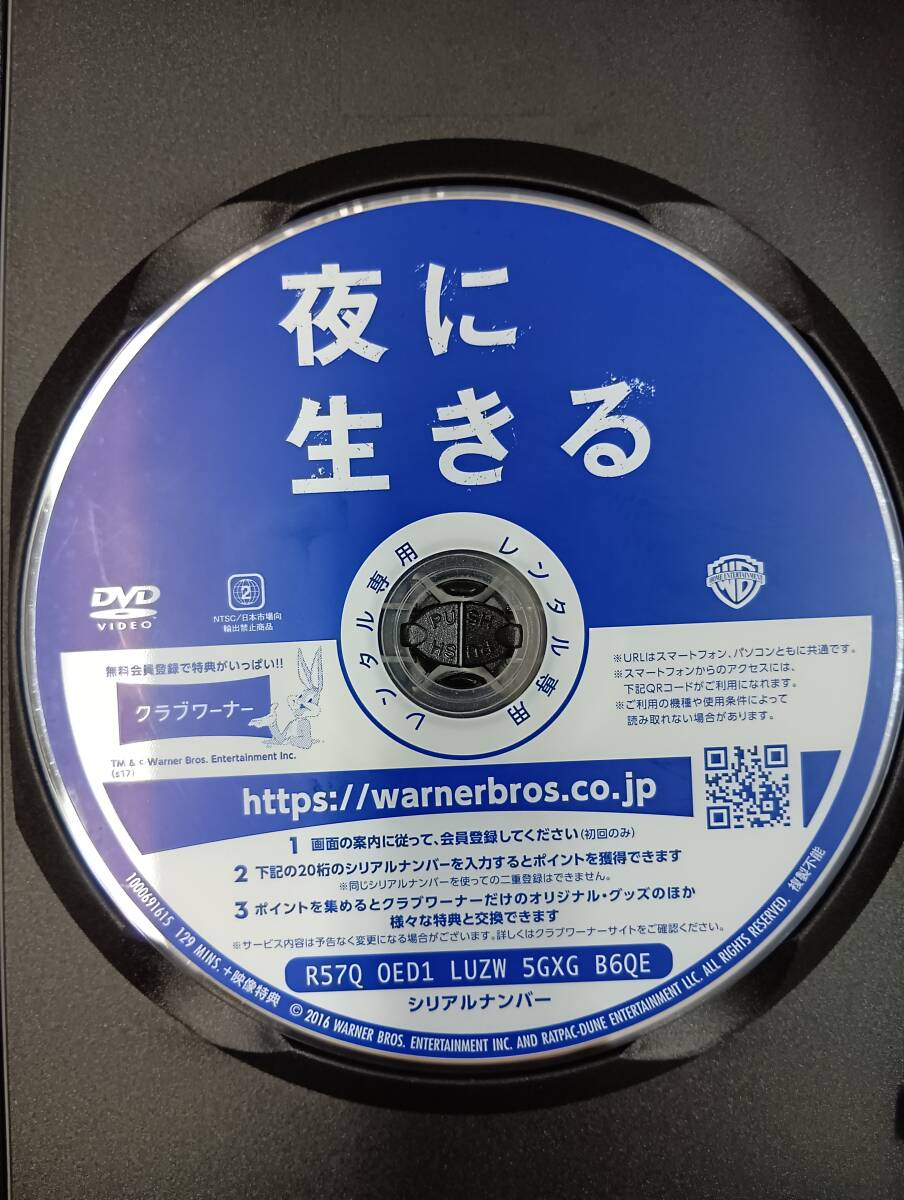 夜に
生きる
レンタル専用
レンタル専用
PUSH
DVD
VIDEO
2
NTSC/日本市場向
輸出禁止商品
WB
HOME ENTERTAINMENT
無料会員登録で特典がいっぱい!!
クラブワーナー
TM & © Warner Bros. Entertainment Inc.
(s17)
※URLはスマートフォン、パソコンともに共通です。
※スマートフォンからのアクセスには、
下記QRコードがご利用になれます。
※ご利用の機種や使用条件によって
読み取れない場合があります。
https://warnerbros.co.jp
1 画面の案内に従って、会員登録してください(初回のみ)
2 下記の20桁のシリアルナンバーを入力するとポイントを獲得できます
※同じシリアルナンバーを使っての二重登録はできません。
3 ポイントを集めるとクラブワーナーだけのオリジナル・グッズのほか
様々な特典と交換できます
※サービス内容は予告なく変更になる場合がございます。詳しくはクラブワーナーサイトをご確認ください。
R57Q OED1 LUZW 5GXG B6QE
シリアルナンバー
1000691615 129 MINS.+映像特典 © 2016 WARNER BROS. ENTERTAINMENT INC. AND RATPAC-DUNE ENTERTAINMENT LLC. ALL RIGHTS RESERVED. 複製不能